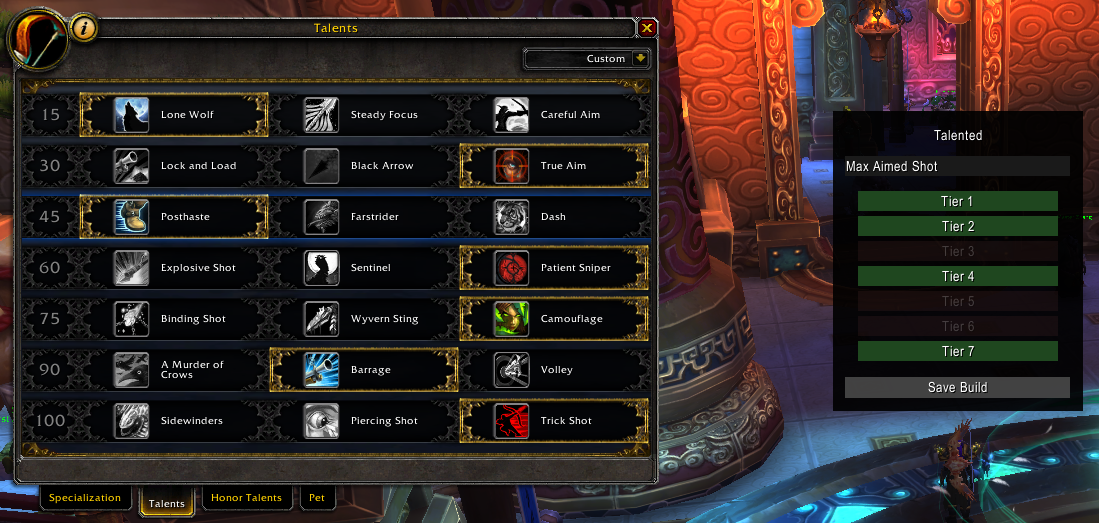 Talents
Custom
15 Lone Wolf Steady Focus Careful Aim
30 Lock and Load Black Arrow True Aim
45 Posthaste Farstrider Dash
60 Explosive Shot Sentinel Patient Sniper
75 Binding Shot Wyvern Sting Camouflage
90 A Murder of Crows Barrage Volley
100 Sidewinders Piercing Shot Trick Shot
Specialization Talents Honor Talents Pet
Talented
Max Aimed Shot
Tier 1
Tier 2
Tier 3
Tier 4
Tier 5
Tier 6
Tier 7
Save Build